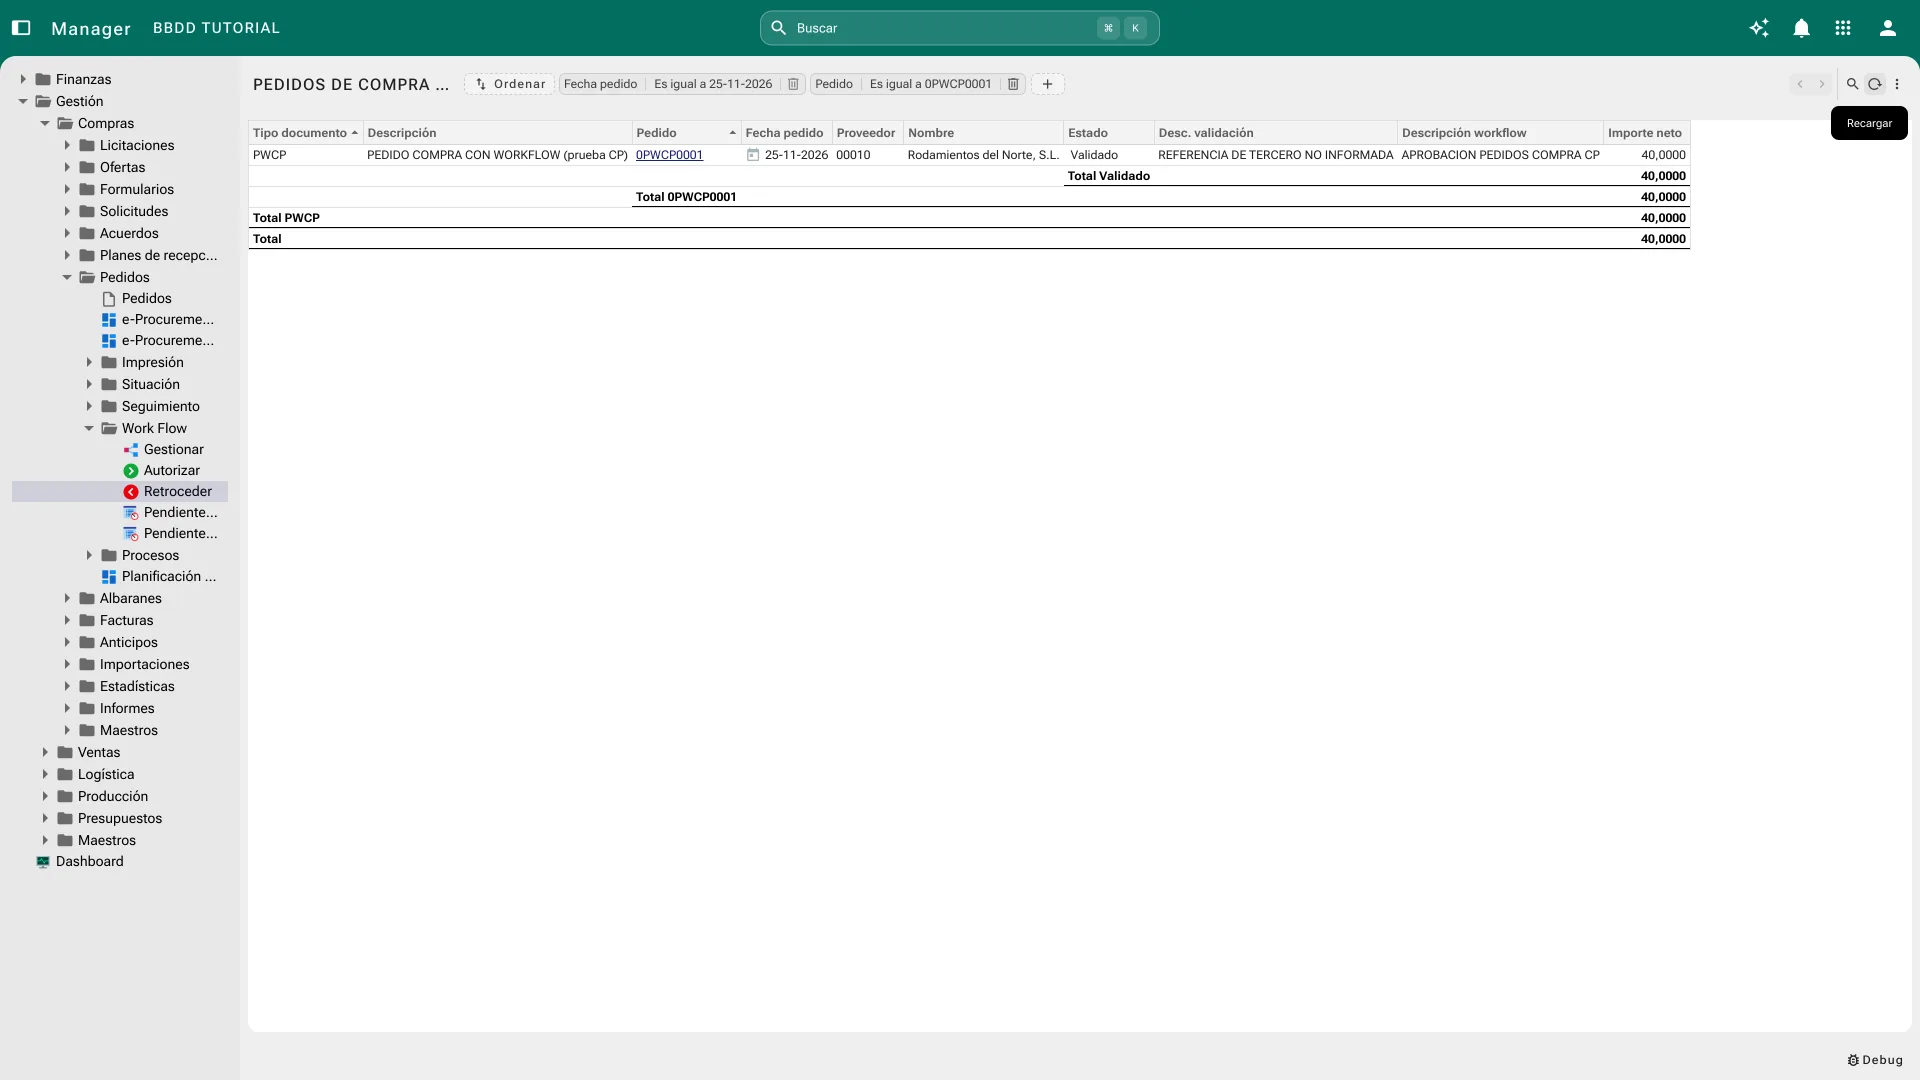 Manager BBDD TUTORIAL Buscar ⌘ K
Finanzas
Gestión
Compras
Licitaciones
Ofertas
Formularios
Solicitudes
Acuerdos
Planes de recepc...
Pedidos
Pedidos
e-Procureme...
e-Procureme...
Impresión
Situación
Seguimiento
Work Flow
Gestionar
Autorizar
Retroceder
Pendiente...
Pendiente...
Procesos
Planificación ...
Albaranes
Facturas
Anticipos
Importaciones
Estadísticas
Informes
Maestros
Ventas
Logística
Producción
Presupuestos
Maestros
Dashboard
PEDIDOS DE COMPRA ... Ordenar Fecha pedido Es igual a 25-11-2026 Pedido Es igual a 0PWCP0001
Recargar
Tipo documento Descripción Pedido Fecha pedido Proveedor Nombre Estado Desc. validación Descripción workflow Importe neto
PWCP PEDIDO COMPRA CON WORKFLOW (prueba CP) 0PWCP0001 25-11-2026 00010 Rodamientos del Norte, S.L. Validado REFERENCIA DE TERCERO NO INFORMADA APROBACION PEDIDOS COMPRA CP 40,0000
Total Validado 40,0000
Total 0PWCP0001 40,0000
Total PWCP 40,0000
Total 40,0000
Debug